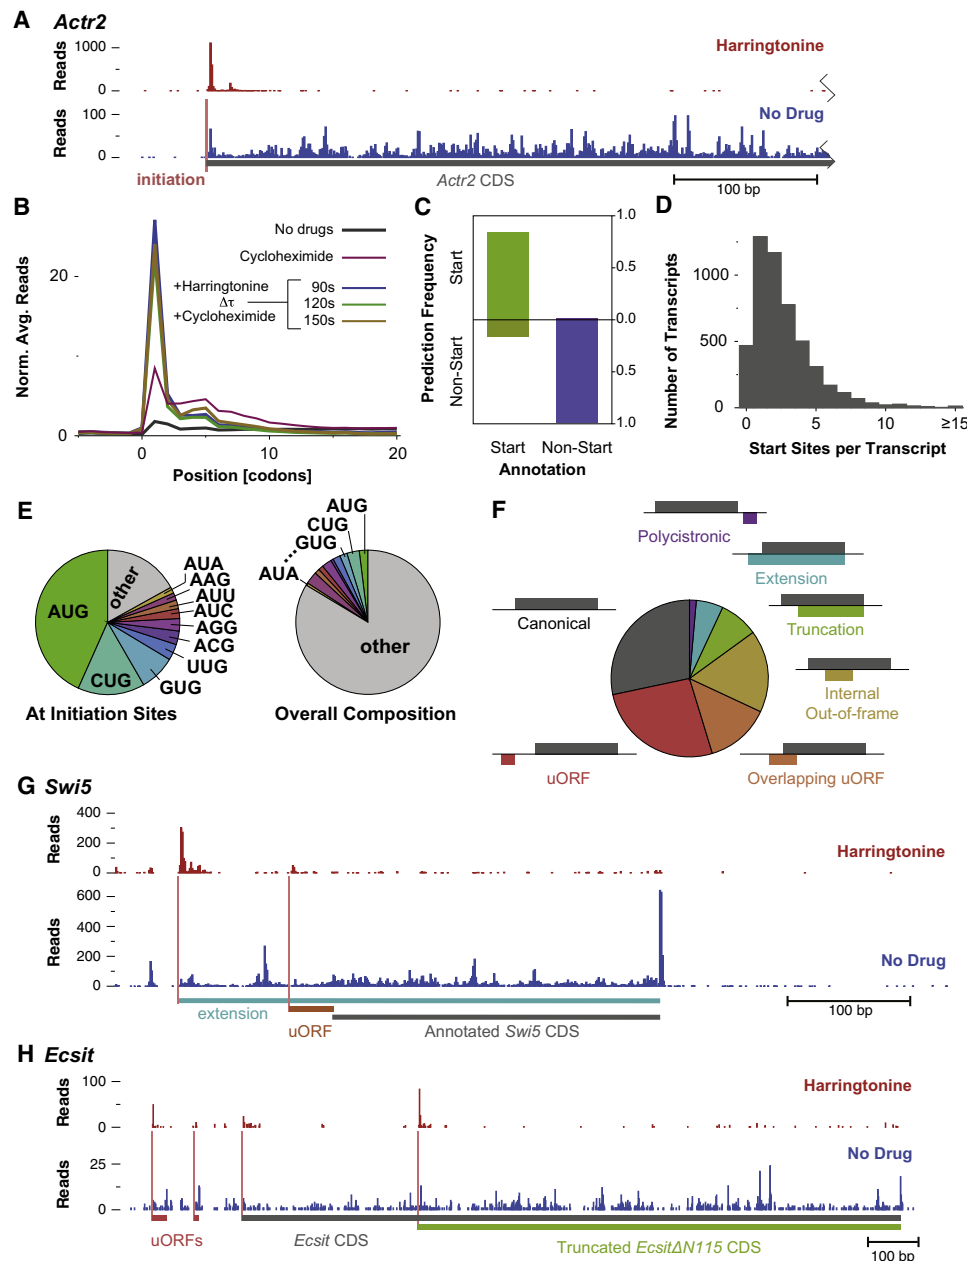 A Actr2
Reads
1000
0
Harringtonine
Reads
100
0
No Drug
initiation
Actr2 CDS
100 bp
B
Norm. Avg. Reads
20
0
No drugs
Cycloheximide
+Harringtonine
Δτ
+Cycloheximide
90s
120s
150s
0
10
20
Position [codons]
C
Prediction Frequency
Start
Non-Start
1.0
0.5
0.0
0.5
1.0
Start
Non-Start
Annotation
D
Number of Transcripts
1000
500
0
0
5
10
≥15
Start Sites per Transcript
E
AUG
other
AUA
AAG
AUU
AUC
AGG
ACG
UUG
GUG
CUG
At Initiation Sites
AUG
CUG
GUG
AUA
other
Overall Composition
F
Polycistronic
Extension
Truncation
Internal
Out-of-frame
Overlapping uORF
uORF
Canonical
G Swi5
Reads
400
200
0
Harringtonine
Reads
600
400
200
0
No Drug
extension
uORF
Annotated Swi5 CDS
100 bp
H Ecsit
Reads
100
0
Harringtonine
Reads
25
0
No Drug
uORFs
Ecsit CDS
Truncated EcsitΔN115 CDS
100 bp